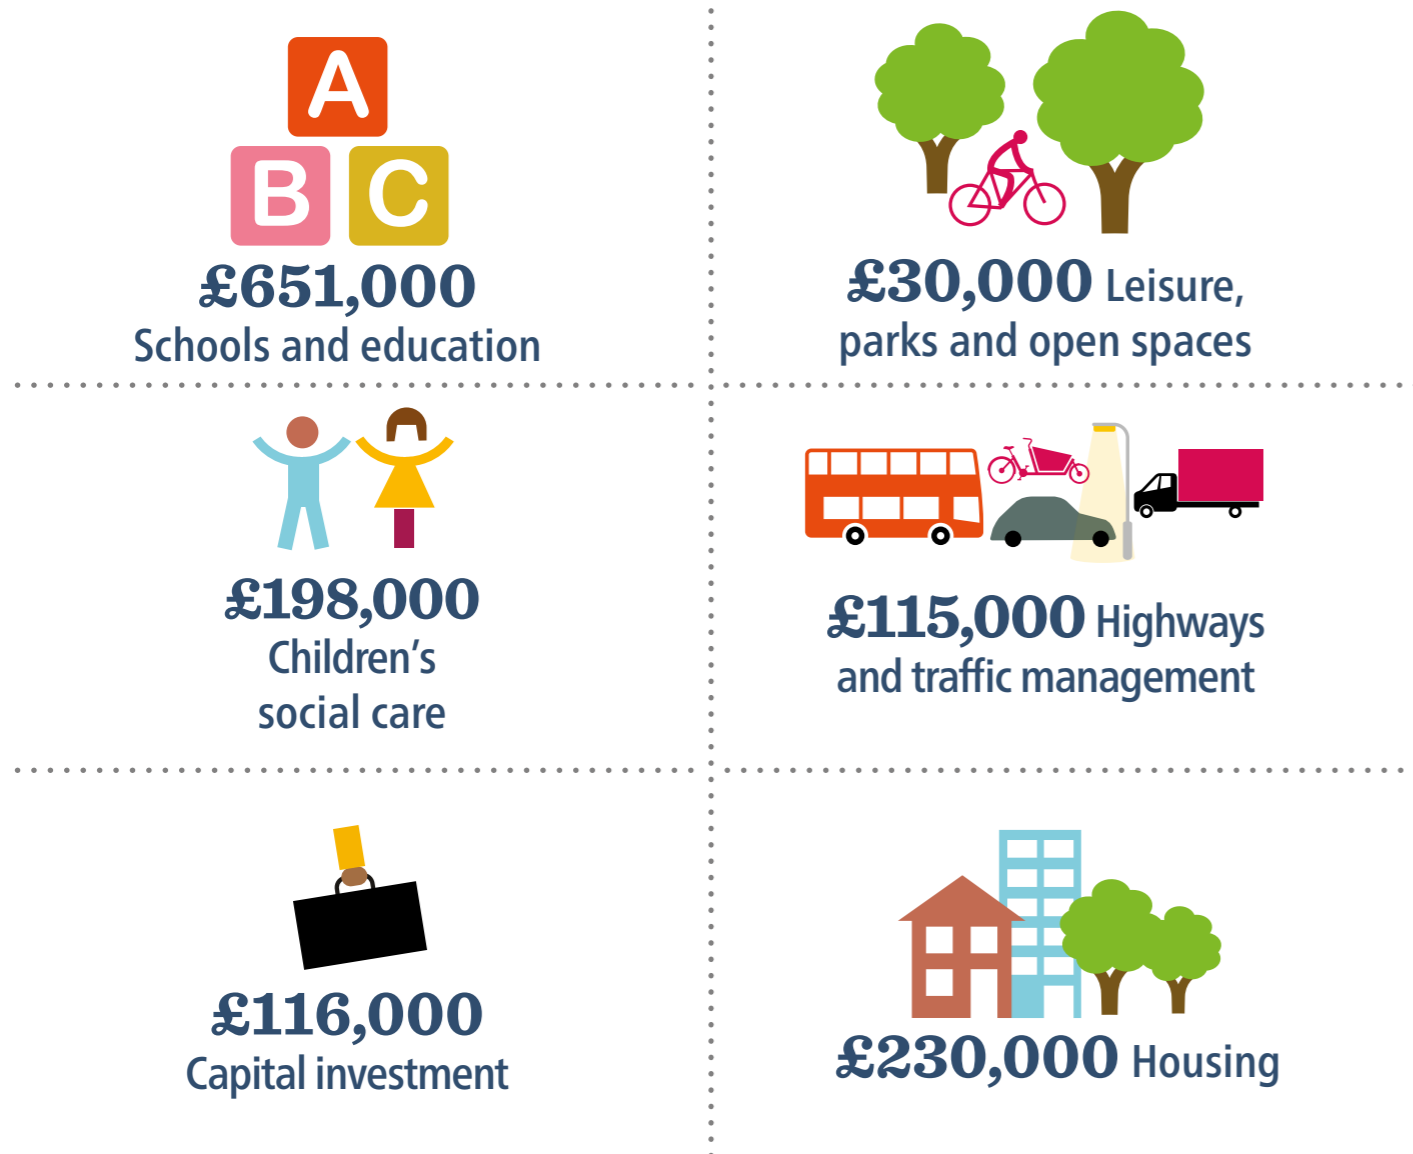 A
B C
£651,000
Schools and education
£30,000 Leisure,
parks and open spaces
£198,000
Children’s
social care
£115,000 Highways
and traffic management
£116,000
Capital investment
£230,000 Housing